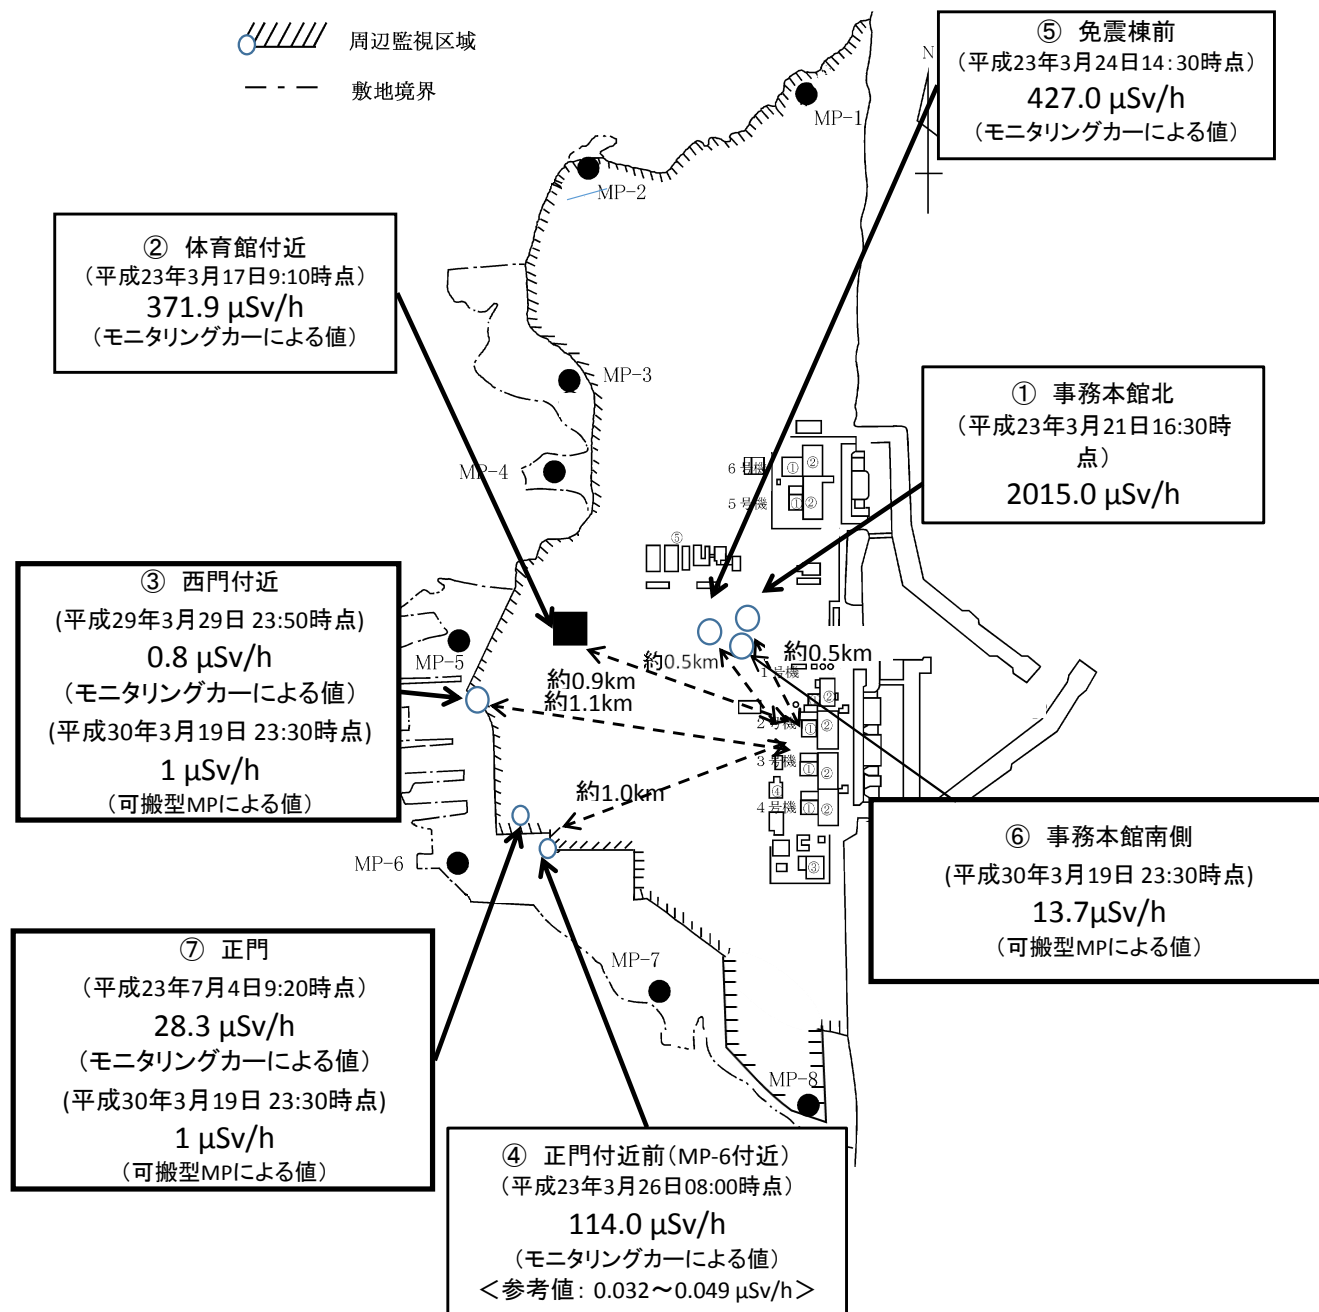 周辺監視区域
敷地境界
⑤ 免震棟前
(平成23年3月24日14:30時点)
427.0 μSv/h
(モニタリングカーによる値)
N
MP-1
MP-2
② 体育館付近
(平成23年3月17日9:10時点)
371.9 μSv/h
(モニタリングカーによる値)
MP-3
① 事務本館北
(平成23年3月21日16:30時
点)
2015.0 μSv/h
MP-4
6号機
① ②
5号機
① ②
⑤
③ 西門付近
(平成29年3月29日 23:50時点)
0.8 μSv/h
(モニタリングカーによる値)
(平成30年3月19日 23:30時点)
1 μSv/h
(可搬型MPによる値)
MP-5
約0.5km
約0.5km
約0.9km
約1.1km
1号機
②
2号機
① ②
3号機
① ②
④
4号機
① ②
③
約1.0km
MP-6
⑥ 事務本館南側
(平成30年3月19日 23:30時点)
13.7μSv/h
(可搬型MPによる値)
⑦ 正門
(平成23年7月4日9:20時点)
28.3 μSv/h
(モニタリングカーによる値)
(平成30年3月19日 23:30時点)
1 μSv/h
(可搬型MPによる値)
MP-7
MP-8
④ 正門付近前(MP-6付近)
(平成23年3月26日08:00時点)
114.0 μSv/h
(モニタリングカーによる値)
<参考値: 0.032～0.049 μSv/h>